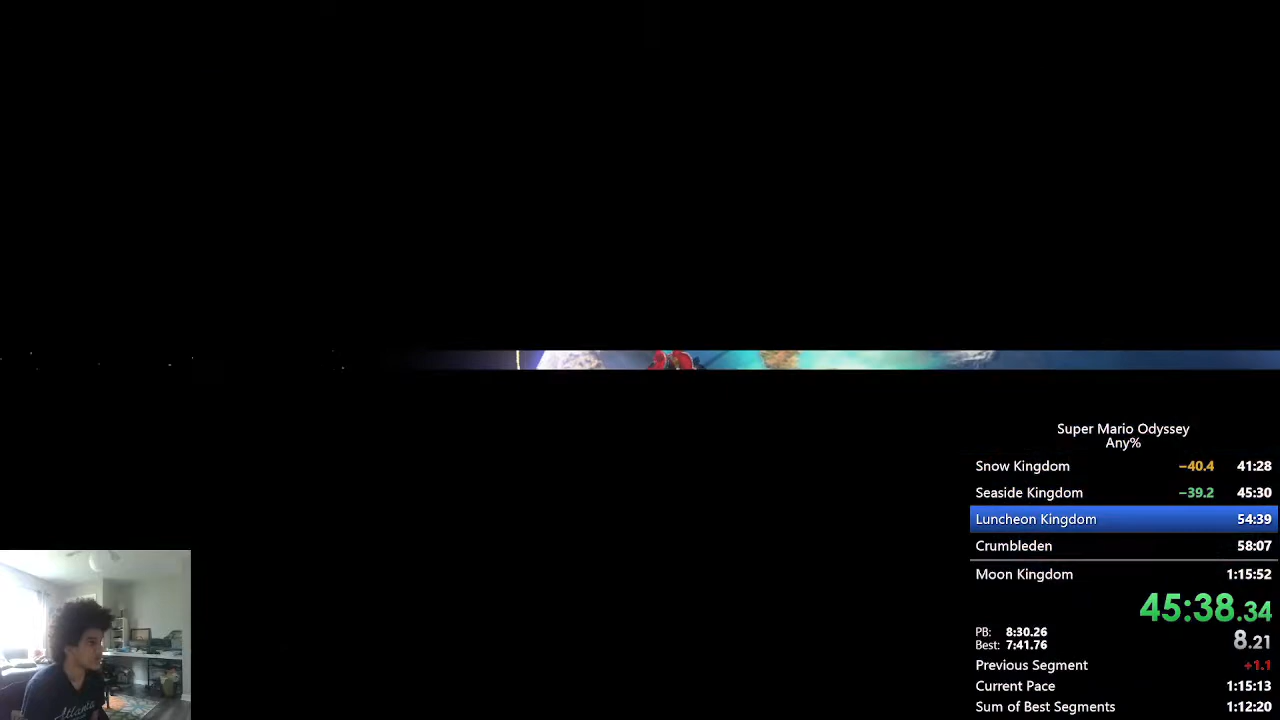 Super Mario Odyssey
Any%
Snow Kingdom −40.4 41:28
Seaside Kingdom −39.2 45:30
Luncheon Kingdom 54:39
Crumbleden 58:07
Moon Kingdom 1:15:52
45:38.34
PB: 8:30.26
8.21
Best: 7:41.76
Previous Segment +1.1
Current Pace 1:15:13
Sum of Best Segments 1:12:20
Atlanta